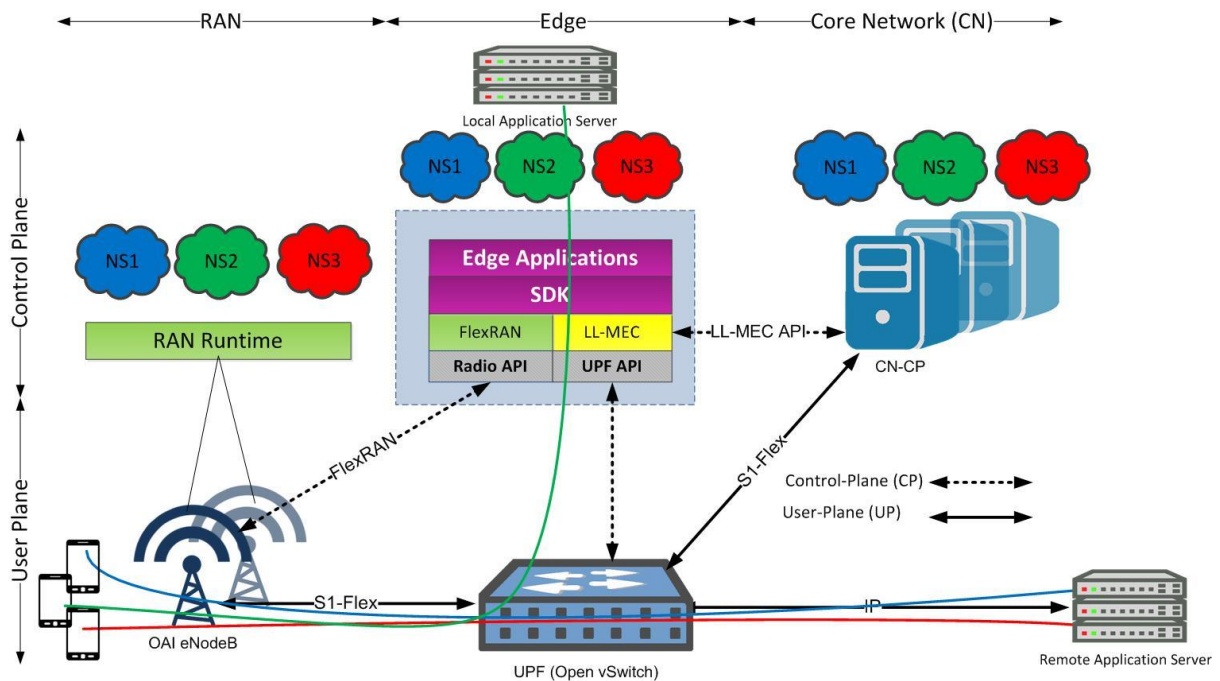 RAN
Edge
Core Network (CN)
Local Application Server
Control Plane
User Plane
NS1
NS2
NS3
NS1
NS2
NS3
NS1
NS2
NS3
RAN Runtime
Edge Applications
SDK
FlexRAN
LL-MEC
Radio API
UPF API
LL-MEC API
CN-CP
FlexRAN
S1-Flex
Control-Plane (CP)
User-Plane (UP)
S1-Flex
IP
OAI eNodeB
UPF (Open vSwitch)
Remote Application Server